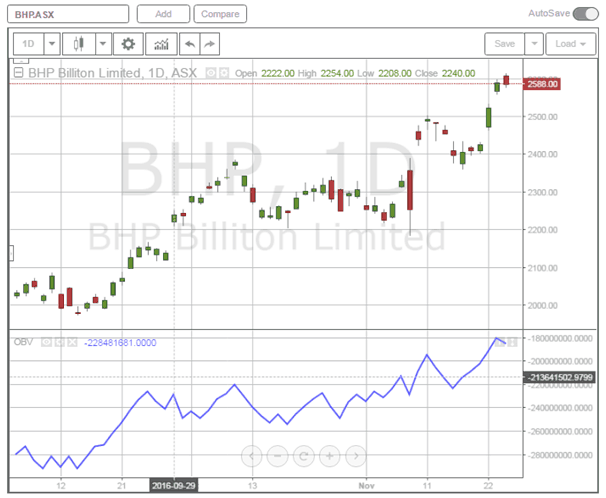 BHP.ASX Add Compare AutoSave
1D Save Load
BHP Billiton Limited, 1D, ASX Open 2222.00 High 2254.00 Low 2208.00 Close 2240.00
2588.00
2500.00
2400.00
BHP, 1D
2300.00
BHP Billiton Limited
2200.00
2100.00
2000.00
OBV -228481681.0000
-180000000.0000
-200000000.0000
-213641502.9799
-220000000.0000
-240000000.0000
-260000000.0000
-280000000.0000
12 21 2016-09-29 13 Nov 11 22